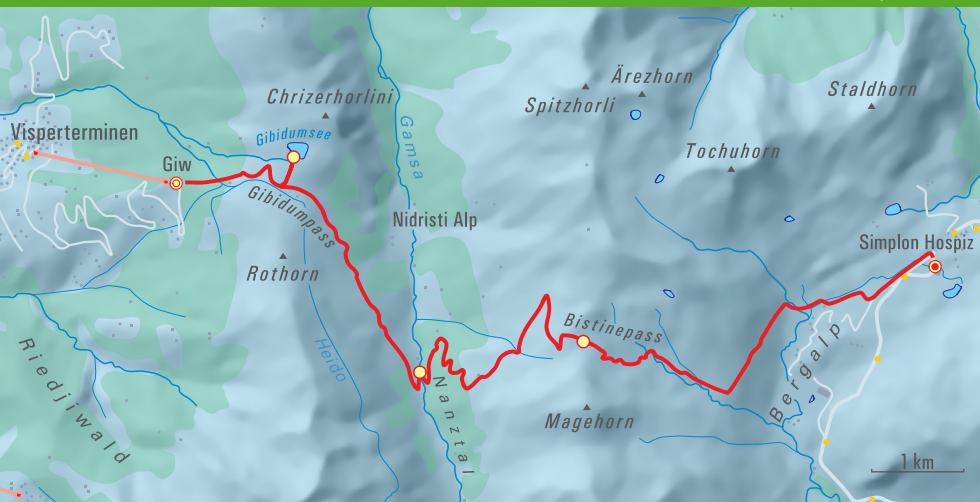 Ärezhorn
Spitzhorli
Staldhorn
Chrizerhorlini
Visperterminen
Gibidumsee
Gamsa
Tochuhorn
Giw
Gibidumpass
Nidristi Alp
Simplon Hospiz
Rothorn
Bistinepass
Heido
Riedjiwald
Nanztal
Bergalp
Magehorn
1 km